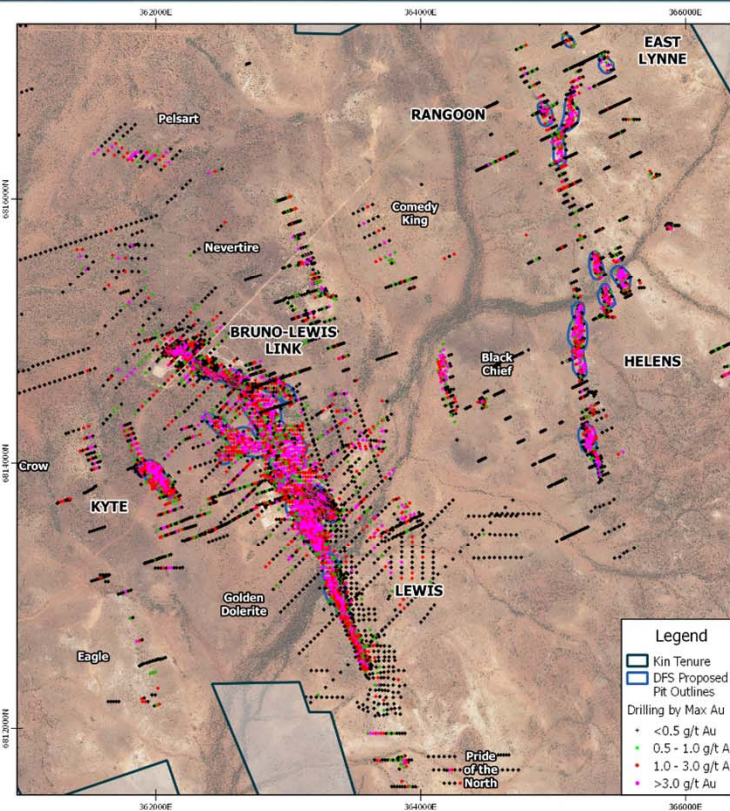 362000E
364000E
366000E
EAST
LYNNE
RANGOON
Pelsart
6816000N
Comedy
King
Nevertire
BRUNO-LEWIS
LINK
Black
Chief
HELENS
6814000N
Crow
KYTE
LEWIS
Golden
Dolerite
Eagle
6812000N
Pride
of the
North
Legend
Kin Tenure
DFS Proposed
Pit Outlines
Drilling by Max Au
<0.5 g/t Au
0.5 - 1.0 g/t A
1.0 - 3.0 g/t A
>3.0 g/t Au
362000E
364000E
366000E